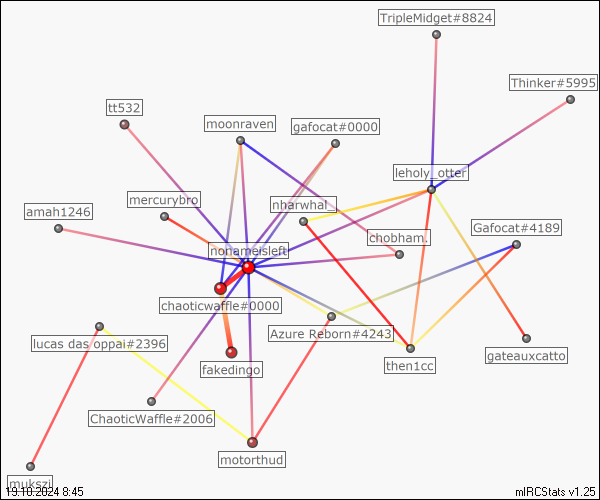 TripleMidget#8824
Thinker#5995
tt532
moonraven
gafocat#0000
leholy_otter
mercurybro
nharwhal_
amah1246
Gafocat#4189
chobham.
nonameisleft
chaoticwaffle#0000
Azure Reborn#4243
lucas das oppai#2396
gateauxcatto
then1cc
fakedingo
ChaoticWaffle#2006
motorthud
mukszi
19.10.2024 8:45
mIRCStats v1.25